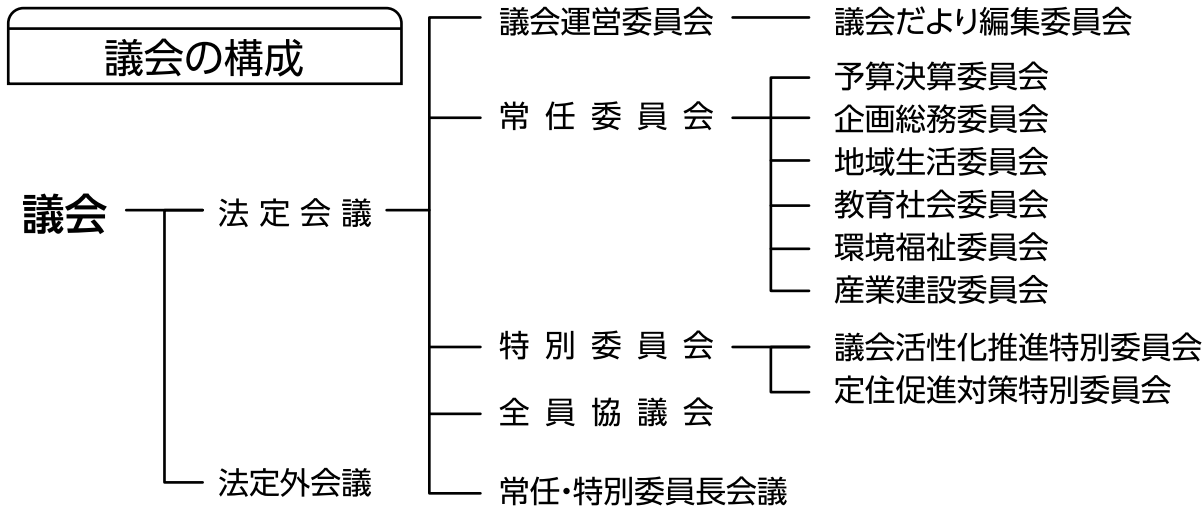 議会の構成
議会
法定会議
議会運営委員会
議会だより編集委員会
常任委員会
予算決算委員会
企画総務委員会
地域生活委員会
教育社会委員会
環境福祉委員会
産業建設委員会
特別委員会
議会活性化推進特別委員会
定住促進対策特別委員会
全員協議会
常任・特別委員長会議
法定外会議